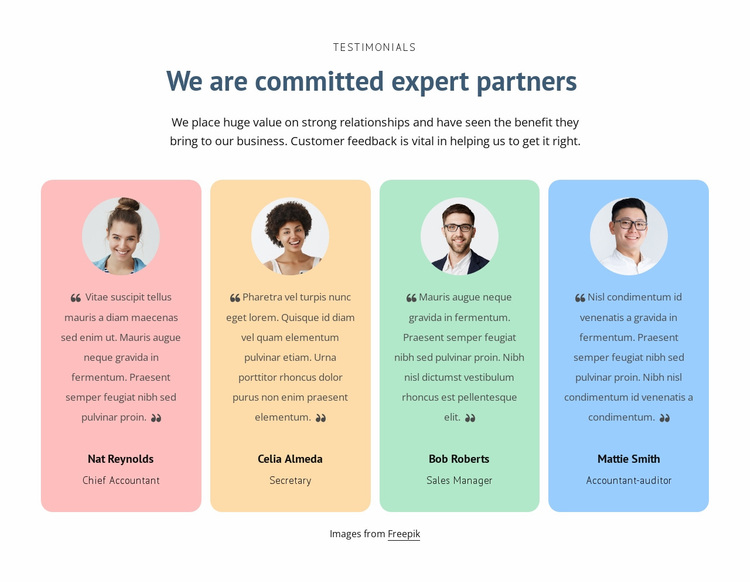 TESTIMONIALS
We are committed expert partners
We place huge value on strong relationships and have seen the benefit they
bring to our business. Customer feedback is vital in helping us to get it right.
❝ Vitae suscipit tellus
mauris a diam maecenas
sed enim ut. Mauris augue
neque gravida in
fermentum. Praesent
semper feugiat nibh sed
pulvinar proin. ❞
Nat Reynolds
Chief Accountant
❝ Pharetra vel turpis nunc
eget lorem. Quisque id diam
vel quam elementum
pulvinar etiam. Urna
porttitor rhoncus dolor
purus non enim praesent
elementum. ❞
Celia Almeda
Secretary
❝ Mauris augue neque
gravida in fermentum.
Praesent semper feugiat
nibh sed pulvinar proin. Nibh
nisl dictumst vestibulum
rhoncus est pellentesque
elit. ❞
Bob Roberts
Sales Manager
❝ Nisl condimentum id
venenatis a gravida in
fermentum. Praesent
semper feugiat nibh sed
pulvinar proin. Nibh nisl
condimentum id venenatis a
condimentum. ❞
Mattie Smith
Accountant-auditor
Images from Freepik